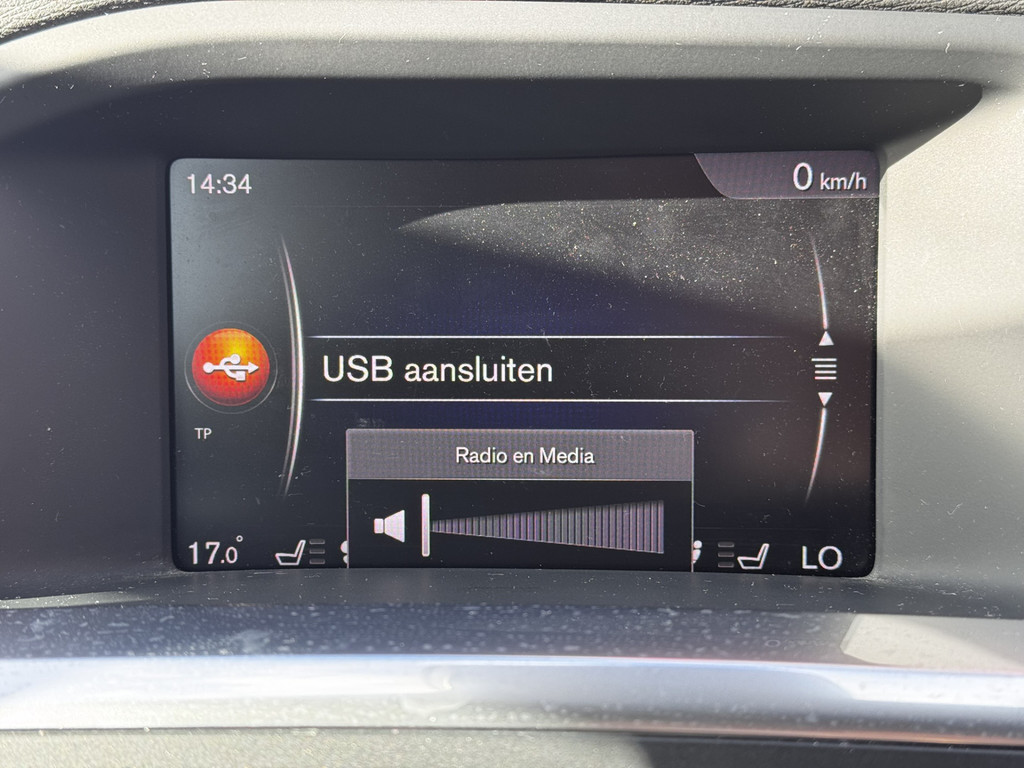 14:34
0 km/h
USB aansluiten
TP
Radio en Media
17.0°
LO